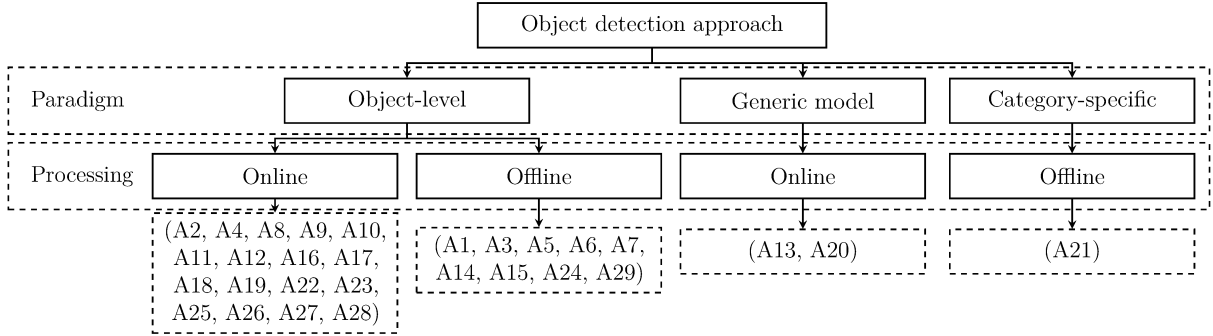 Object detection approach
Paradigm
Object-level
Generic model
Category-specific
Processing
Online
Offline
Online
Offline
(A2, A4, A8, A9, A10,
A11, A12, A16, A17,
A18, A19, A22, A23,
A25, A26, A27, A28)
(A1, A3, A5, A6, A7,
A14, A15, A24, A29)
(A13, A20)
(A21)